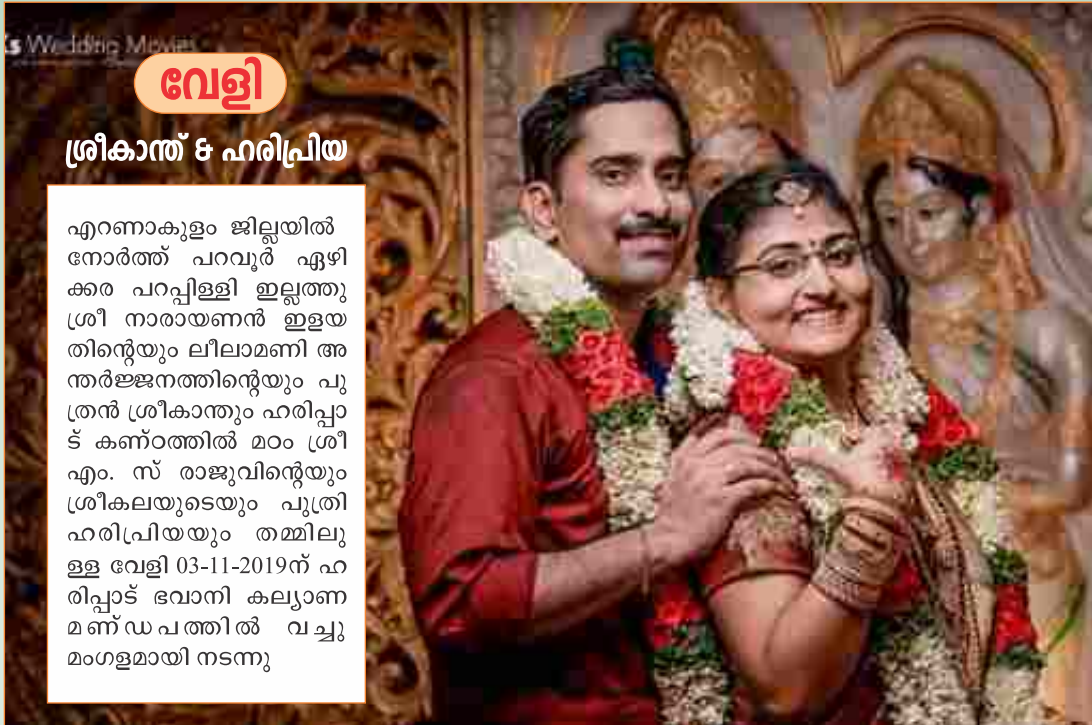 Ks Wedding Movies
വേളി
ശ്രീകാന്ത് & ഹരിപ്രിയ
എറണാകുളം ജില്ലയിൽ
നോർത്ത് പറവൂർ ഏഴി
ക്കര പറപ്പിള്ളി ഇല്ലത്തു
ശ്രീ നാരായണൻ ഇളയ
തിന്റെയും ലീലാമണി അ
ന്തർജ്ജനത്തിന്റെയും പു
ത്രൻ ശ്രീകാന്തും ഹരിപ്പാ
ട് കണ്ഠത്തിൽ മഠം ശ്രീ
എം. സ് രാജുവിന്റെയും
ശ്രീകലയുടെയും പുത്രി
ഹരിപ്രിയയും തമ്മിലു
ള്ള വേളി 03-11-2019ന് ഹ
രിപ്പാട് ഭവാനി കല്യാണ
മണ്ഡപത്തിൽ വച്ചു
മംഗളമായി നടന്നു